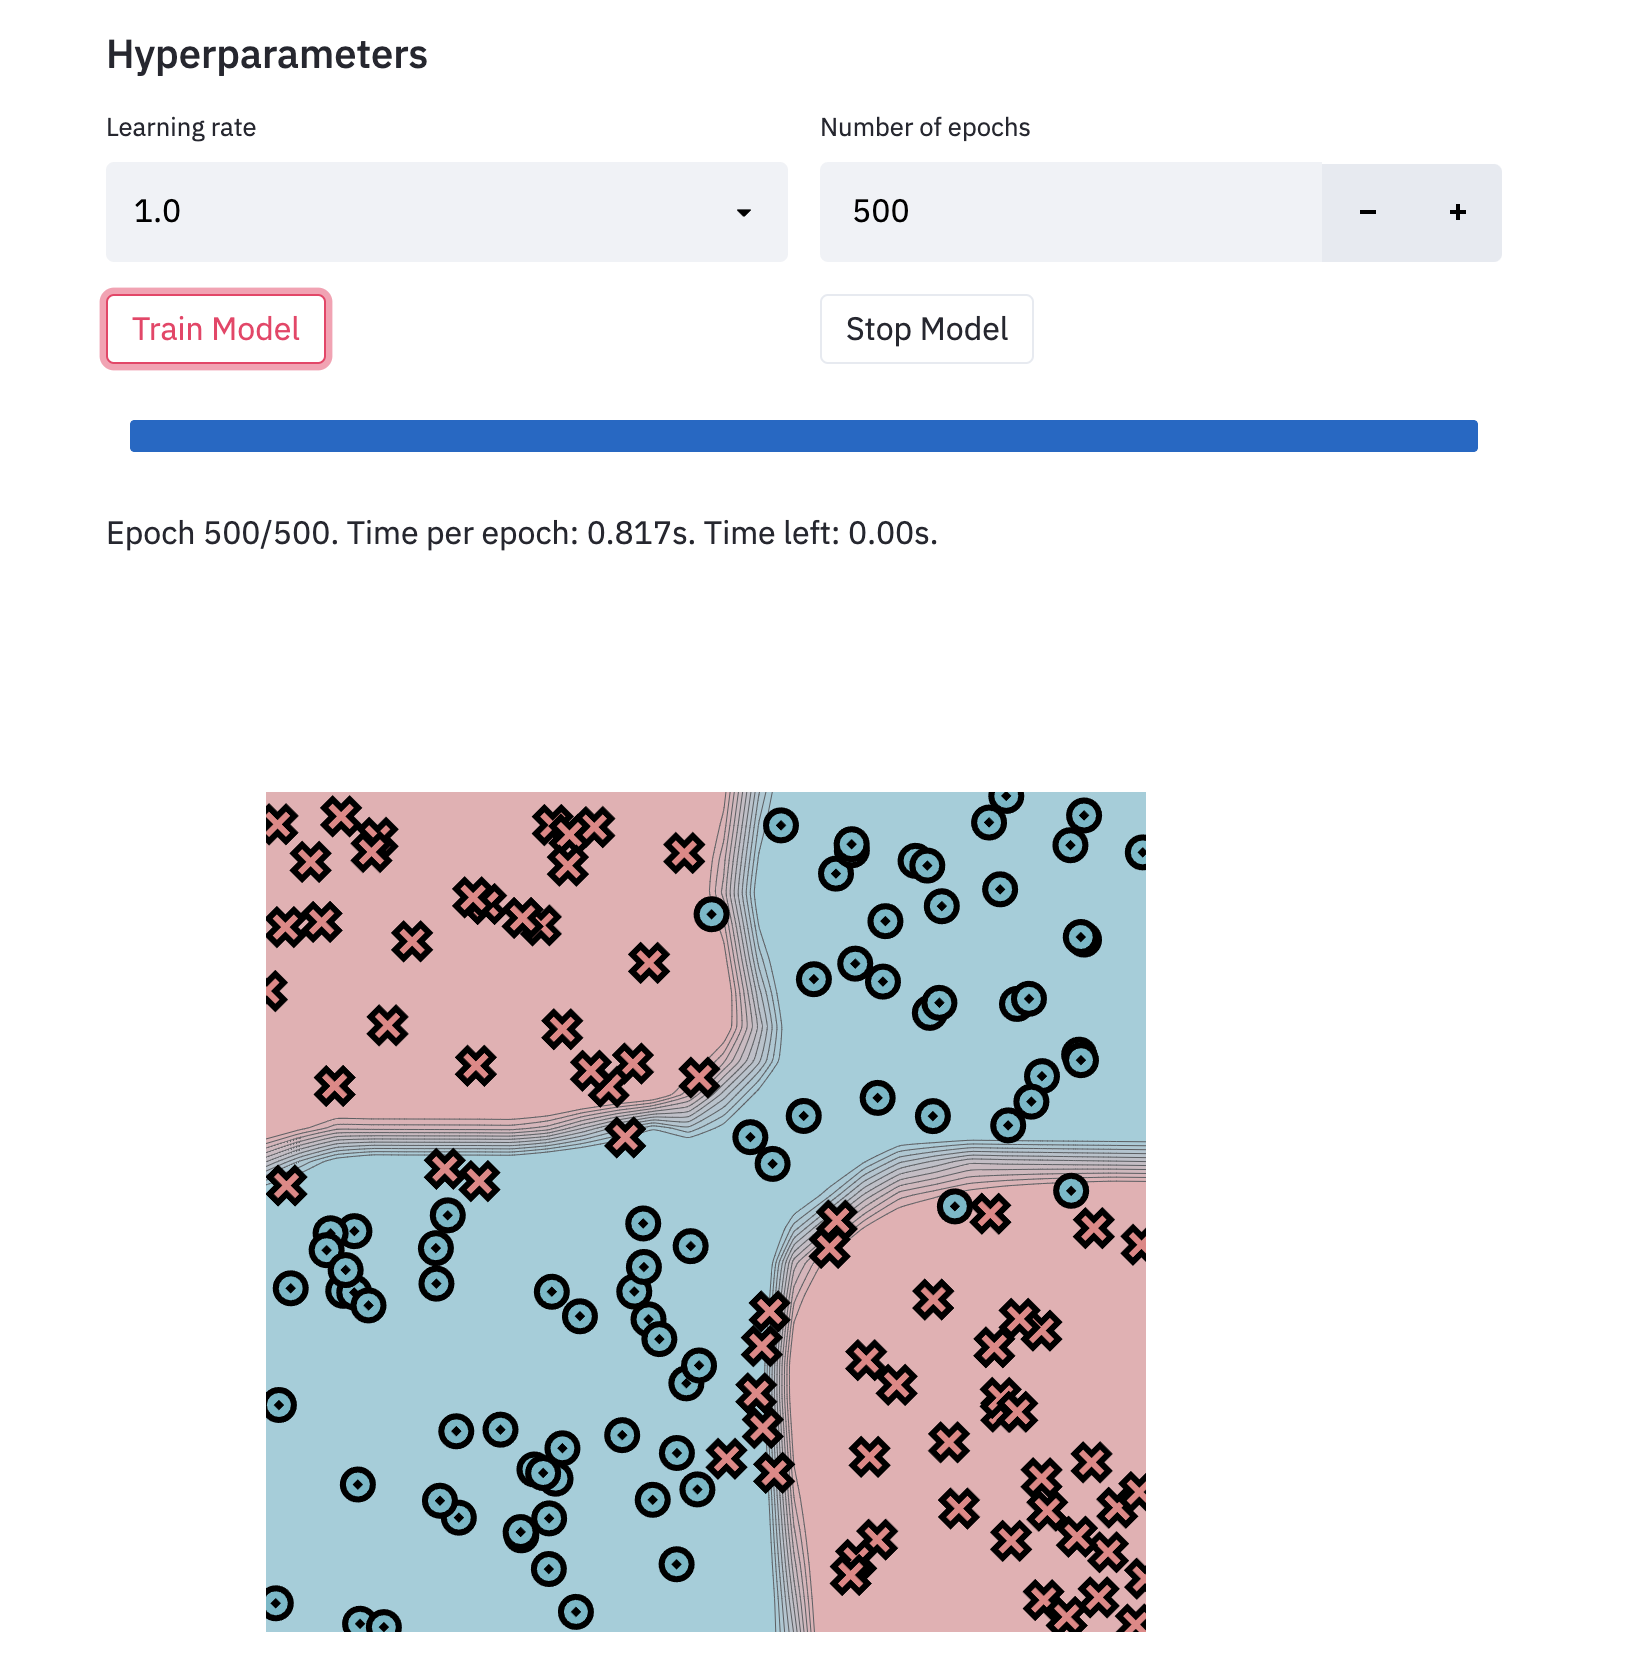 Hyperparameters
Learning rate
Number of epochs
1.0
500
Train Model
Stop Model
Epoch 500/500. Time per epoch: 0.817s. Time left: 0.00s.